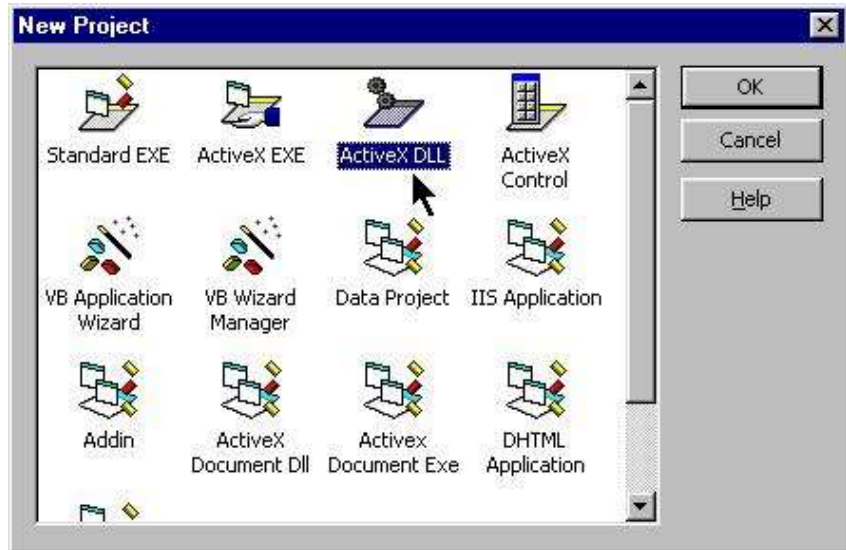 New Project
OK
Cancel
Help
Standard EXE
ActiveX EXE
ActiveX DLL
ActiveX
Control
VB Application
Wizard
VB Wizard
Manager
Data Project
IIS Application
Addin
ActiveX
Document Dll
Activex
Document Exe
DHTML
Application